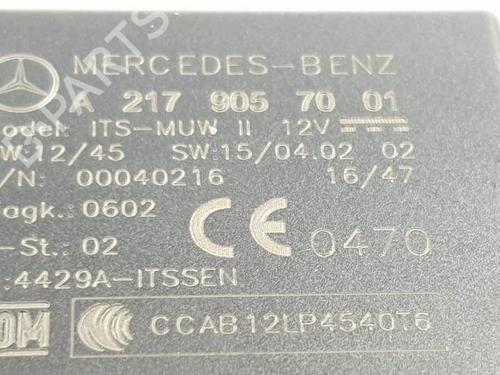 MERCEDES-BENZ
A 217 905 70 01
odel: ITS-MUW II 12V
W:12/45 SW:15/04.02 02
/N: 00040216 16/47
agk.:0602
-St.: 02 CE 0470
:4429A-ITSSEN
OM CCAB12LP4540T6